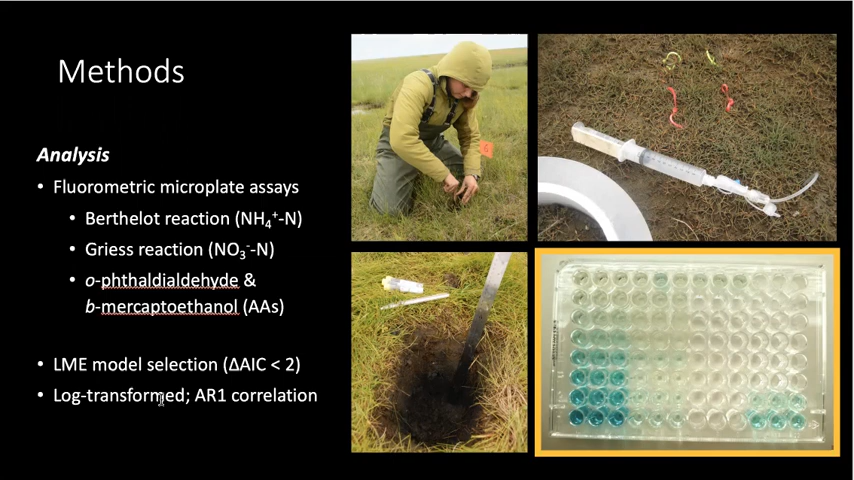 Methods
Analysis
• Fluorometric microplate assays
• Berthelot reaction (NH₄⁺-N)
• Griess reaction (NO₃⁻-N)
• o-phthaldialdehyde &
b-mercaptoethanol (AAs)
• LME model selection (ΔAIC < 2)
• Log-transformed; AR1 correlation